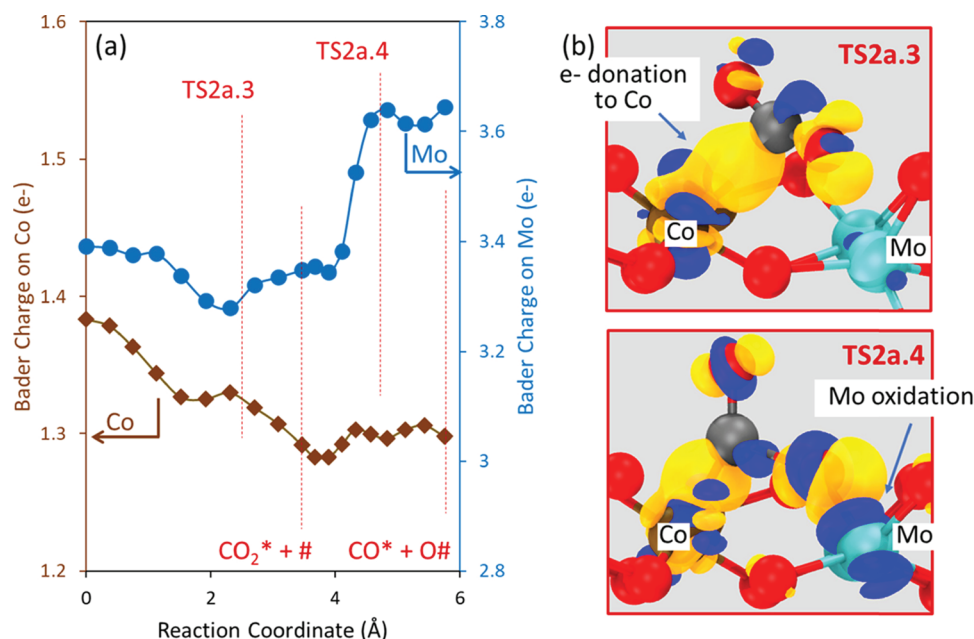 (a)
TS2a.3
TS2a.4
Mo
Co
CO₂* + #
CO* + O#
1.6
1.5
1.4
1.3
1.2
3.8
3.6
3.4
3.2
3
2.8
0
2
4
6
Bader Charge on Co (e-)
Bader Charge on Mo (e-)
Reaction Coordinate (Å)
(b)
TS2a.3
e- donation
to Co
Co
Mo
TS2a.4
Mo oxidation
Co
Mo